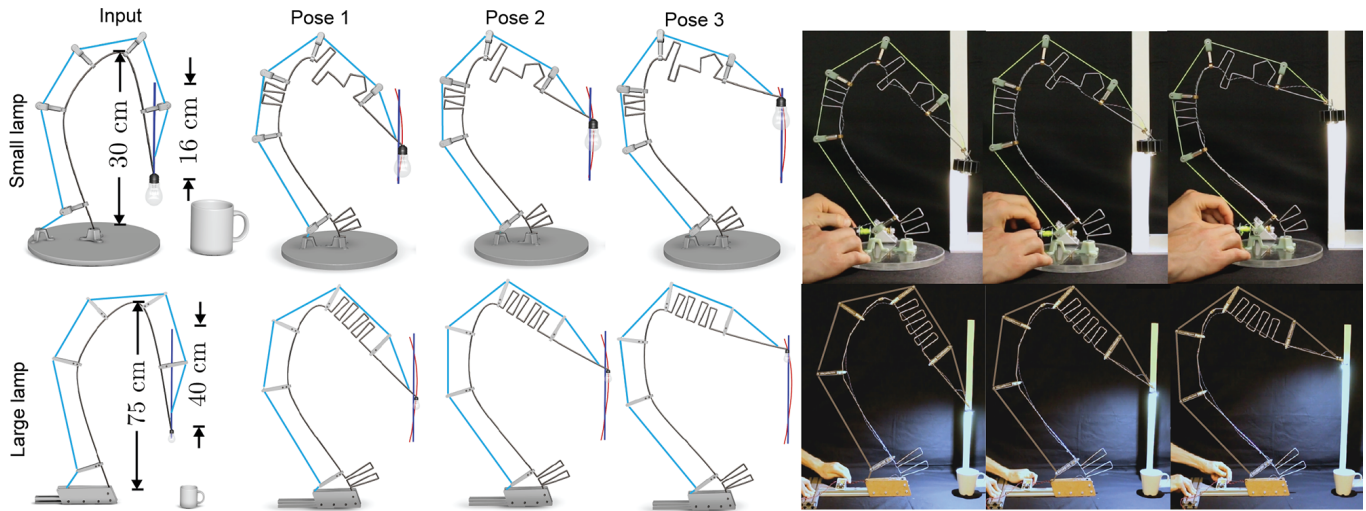 Input
Pose 1
Pose 2
Pose 3
Small lamp
30 cm
16 cm
Large lamp
75 cm
40 cm